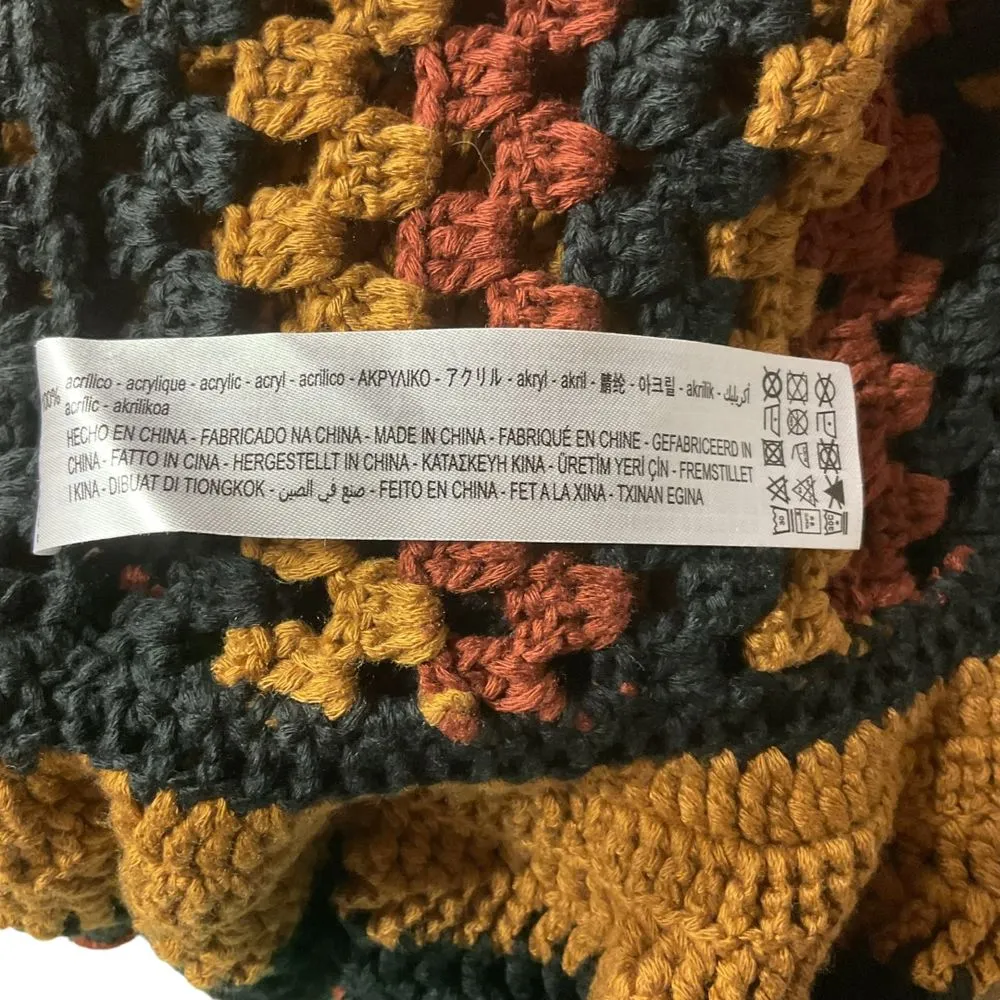 100% acrílico - acrylique - acrylic - acryl - acrilico - ΑΚΡΥΛΙΚΟ - アクリル - akryl - akril - 腈纶 - 아크릴 - akrilik - أكريليك
acrílic - akrilikoa
HECHO EN CHINA - FABRICADO NA CHINA - MADE IN CHINA - FABRIQUÉ EN CHINE - GEFABRICEERD IN
CHINA - FATTO IN CINA - HERGESTELLT IN CHINA - ΚΑΤΑΣΚΕΥΗ ΚΙΝΑ - ÜRETİM YERİ ÇİN - FREMSTILLET
I KINA - DIBUAT DI TIONGKOK - صنع في الصين - FEITO EN CHINA - FET A LA XINA - TXINAN EGINA